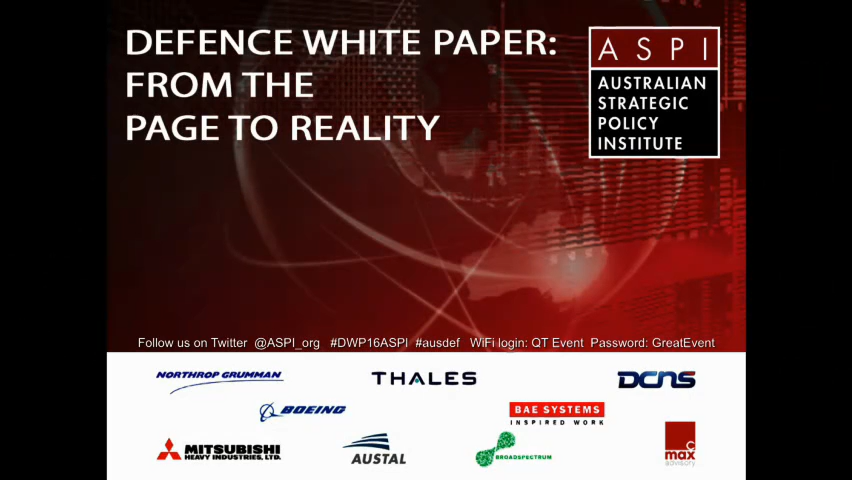 DEFENCE WHITE PAPER:
FROM THE
PAGE TO REALITY
ASPI
AUSTRALIAN
STRATEGIC
POLICY
INSTITUTE
Follow us on Twitter @ASPI_org #DWP16ASPI #ausdef WiFi login: QT Event Password: GreatEvent
NORTHROP GRUMMAN
THALES
DCNS
BOEING
BAE SYSTEMS
INSPIRED WORK
MITSUBISHI
HEAVY INDUSTRIES, LTD.
AUSTAL
BROADSPECTRUM
c
max
advisory